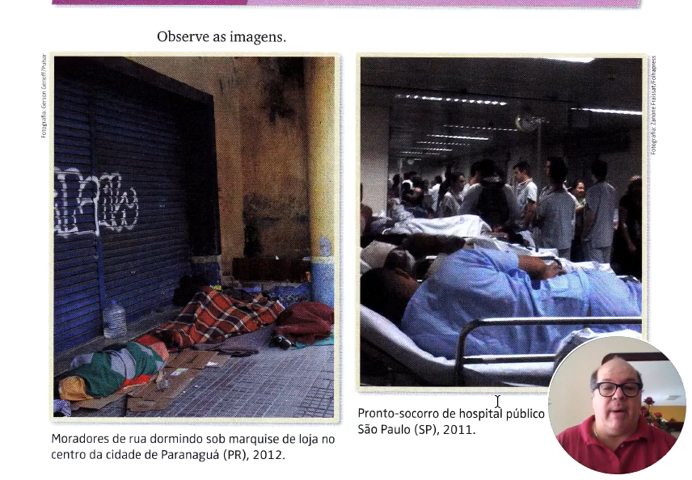 Observe as imagens.
Moradores de rua dormindo sob marquise de loja no
centro da cidade de Paranaguá (PR), 2012.
Pronto-socorro de hospital público
São Paulo (SP), 2011.